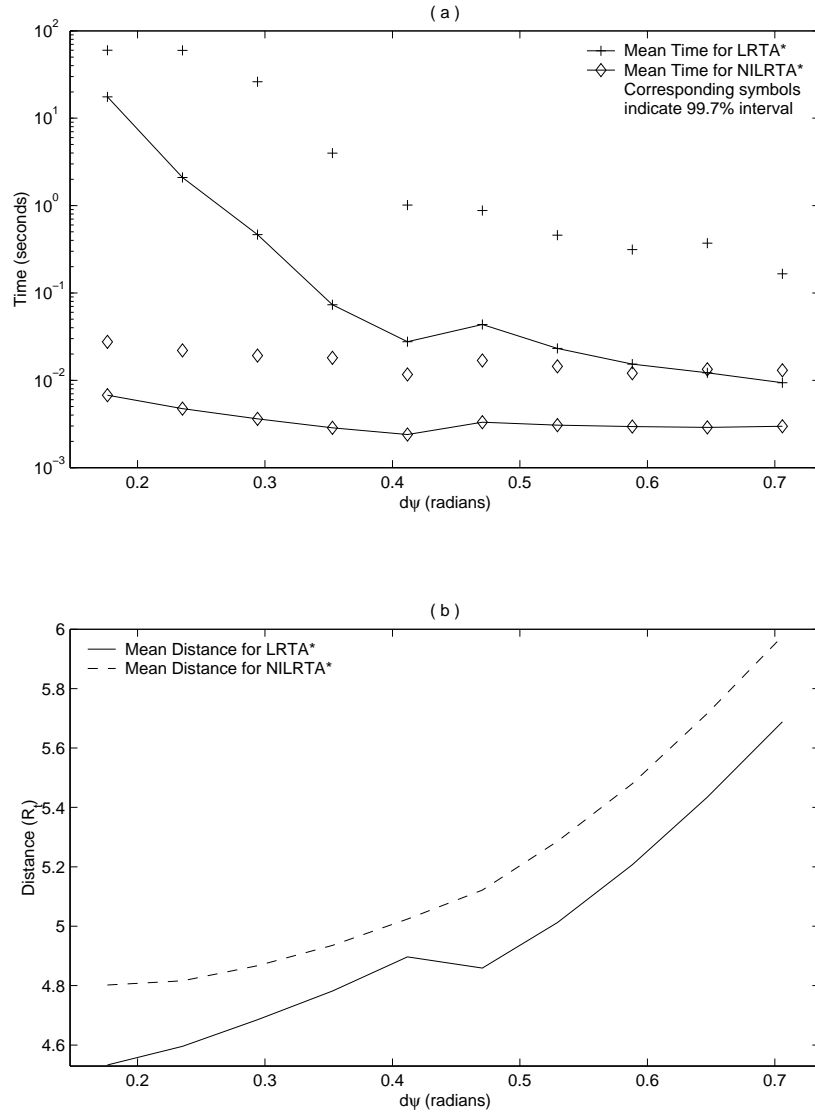 ( a )
10^2
10^1
10^0
10^−1
10^−2
10^−3
Time (seconds)
Mean Time for LRTA*
Mean Time for NILRTA*
Corresponding symbols
indicate 99.7% interval
0.2 0.3 0.4 0.5 0.6 0.7
dψ (radians)
( b )
6
5.8
5.6
5.4
5.2
5
4.8
4.6
Distance (R
Mean Distance for LRTA*
Mean Distance for NILRTA*
0.2 0.3 0.4 0.5 0.6 0.7
dψ (radians)